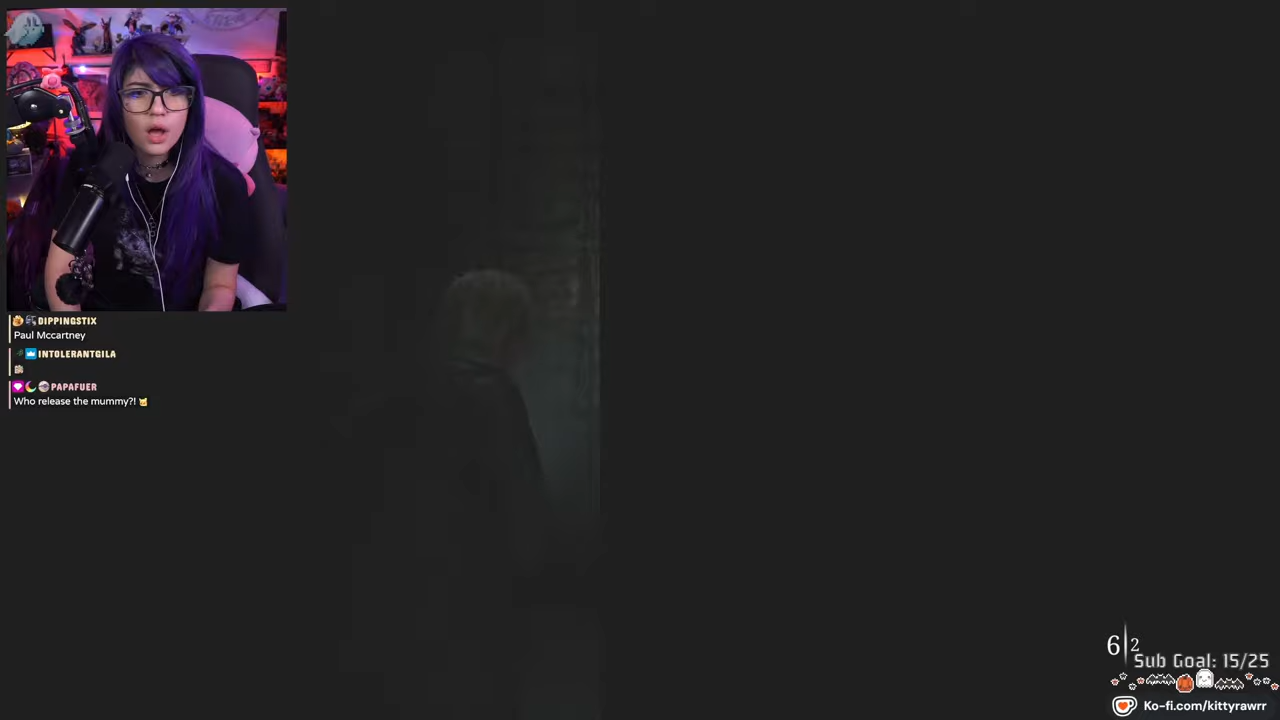 DIPPINGSTIX
Paul Mccartney
INTOLERANTGILA
PAPAFUER
Who release the mummy?!
6|2
Sub Goal: 15/25
Ko-fi.com/kittyrawrr